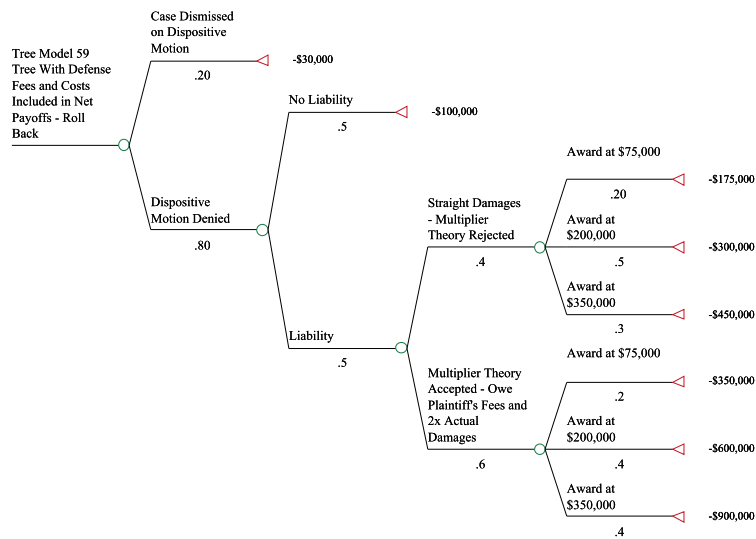 Tree Model 59
Tree With Defense
Fees and Costs
Included in Net
Payoffs - Roll
Back
Case Dismissed
on Dispositive
Motion
.20
-$30,000
Dispositive
Motion Denied
.80
No Liability
.5
-$100,000
Liability
.5
Straight Damages
- Multiplier
Theory Rejected
.4
Award at $75,000
.20
-$175,000
Award at
$200,000
.5
-$300,000
Award at
$350,000
.3
-$450,000
Multiplier Theory
Accepted - Owe
Plaintiff's Fees and
2x Actual
Damages
.6
Award at $75,000
.2
-$350,000
Award at
$200,000
.4
-$600,000
Award at
$350,000
.4
-$900,000